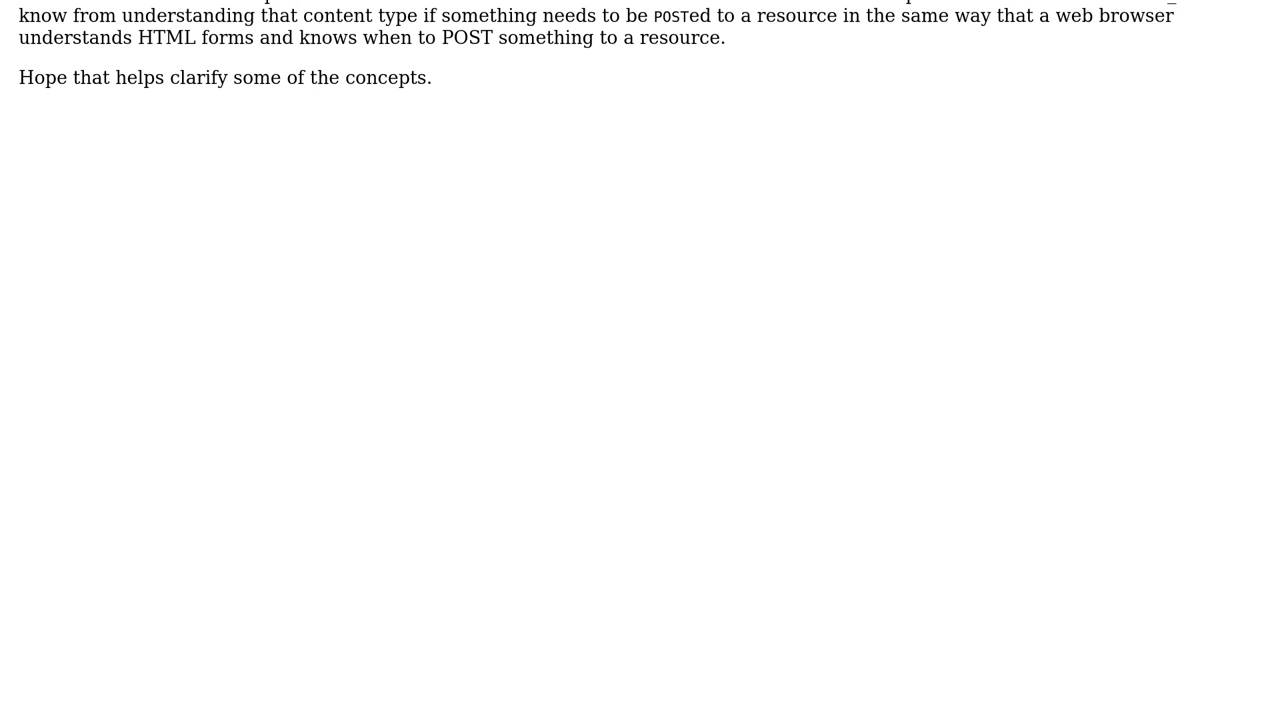 know from understanding that content type if something needs to be POSTed to a resource in the same way that a web browser
understands HTML forms and knows when to POST something to a resource.
Hope that helps clarify some of the concepts.